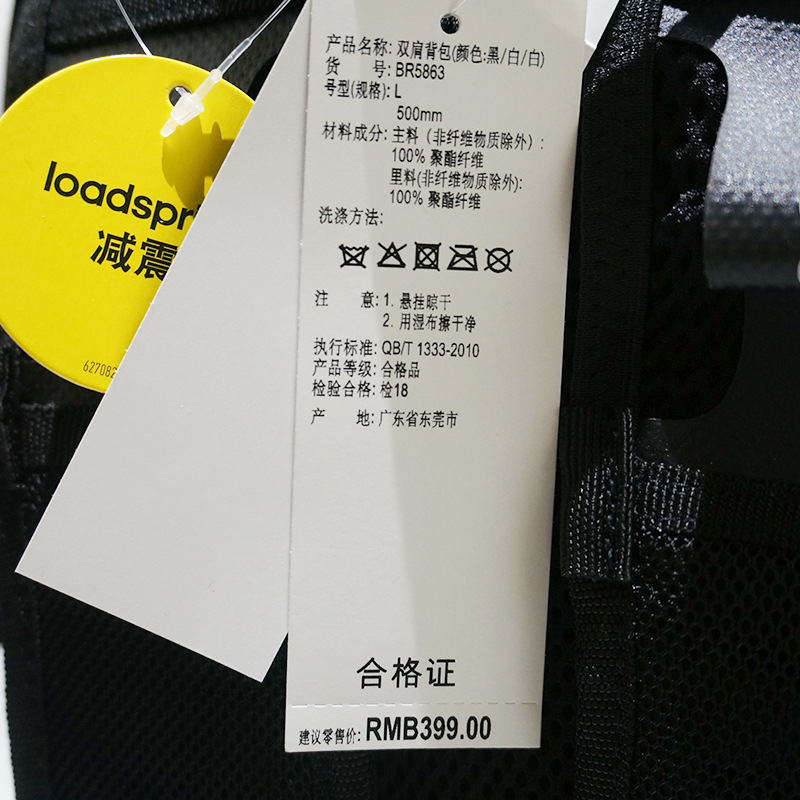 loadspr
减震
62708
产品名称: 双肩背包(颜色:黑/白/白)
货 号: BR5863
号型(规格): L
500mm
材料成分: 主料（非纤维物质除外）:
100% 聚酯纤维
里料(非纤维物质除外):
100% 聚酯纤维
洗涤方法:
注 意: 1. 悬挂晾干
2. 用湿布擦干净
执行标准: QB/T 1333-2010
产品等级: 合格品
检验合格: 检18
产 地: 广东省东莞市
合格证
建议零售价: RMB399.00